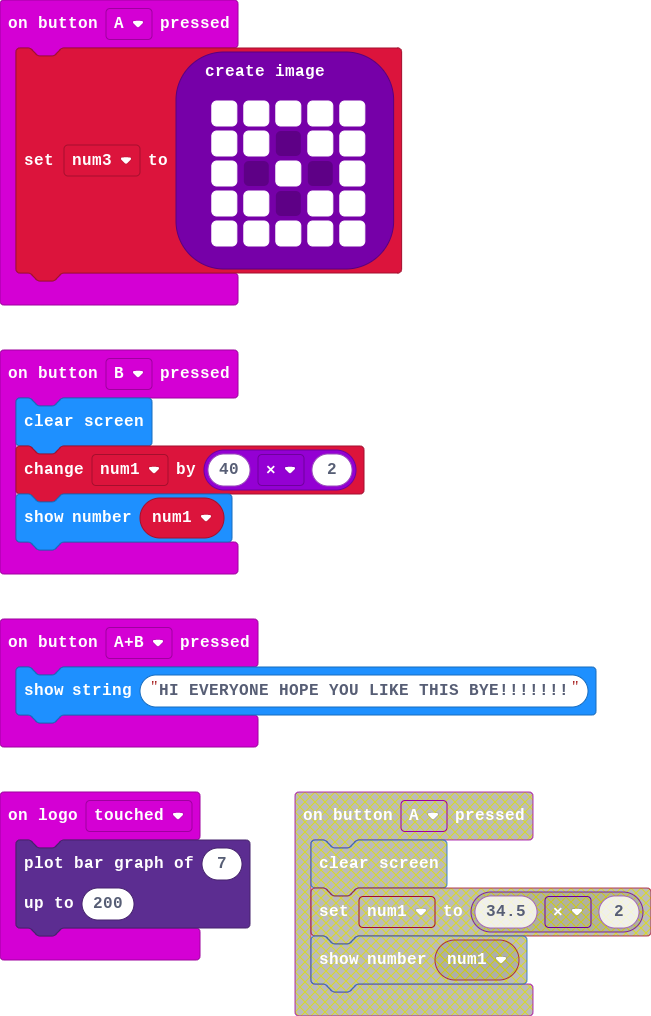 on button A pressed
create image
set num3 to
on button B pressed
clear screen
change num1 by 40 × 2
show number num1
on button A+B pressed
show string "HI EVERYONE HOPE YOU LIKE THIS BYE!!!!!!!"
on logo touched
plot bar graph of 7
up to 200
on button A pressed
clear screen
set num1 to 34.5 × 2
show number num1